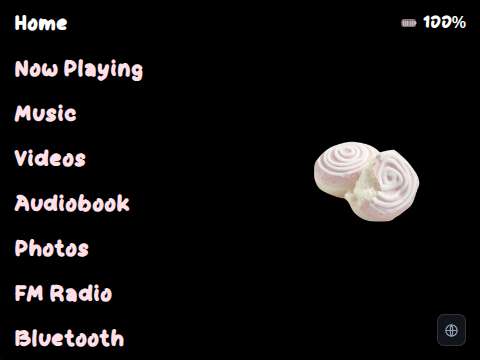 Home
100%
Now Playing
Music
Videos
Audiobook
Photos
FM Radio
Bluetooth